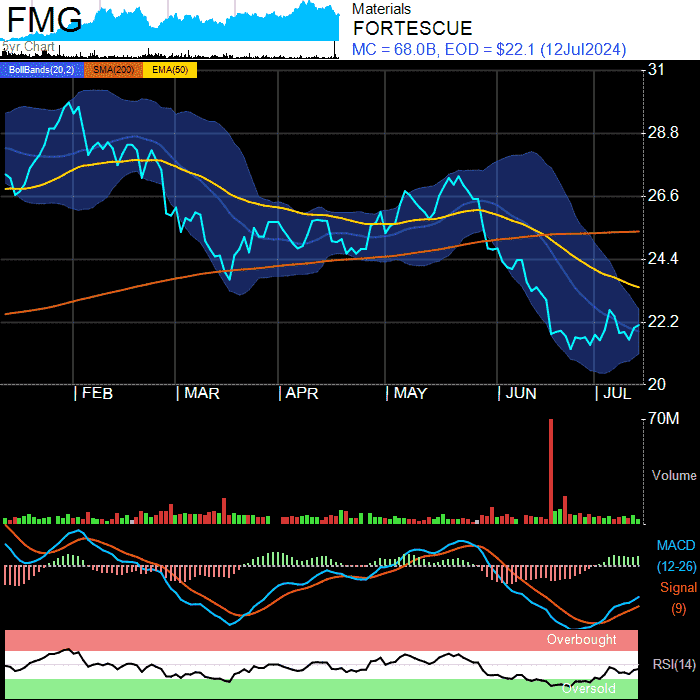 FMG
5yr Chart
Materials
FORTESCUE
MC = 68.0B, EOD = $22.1 (12Jul2024)
BollBands(20,2) SMA(200) EMA(50)
31
28.8
26.6
24.4
22.2
20
| FEB | MAR | APR | MAY | JUN | JUL
70M
Volume
MACD
(12-26)
Signal
(9)
Overbought
RSI(14)
Oversold